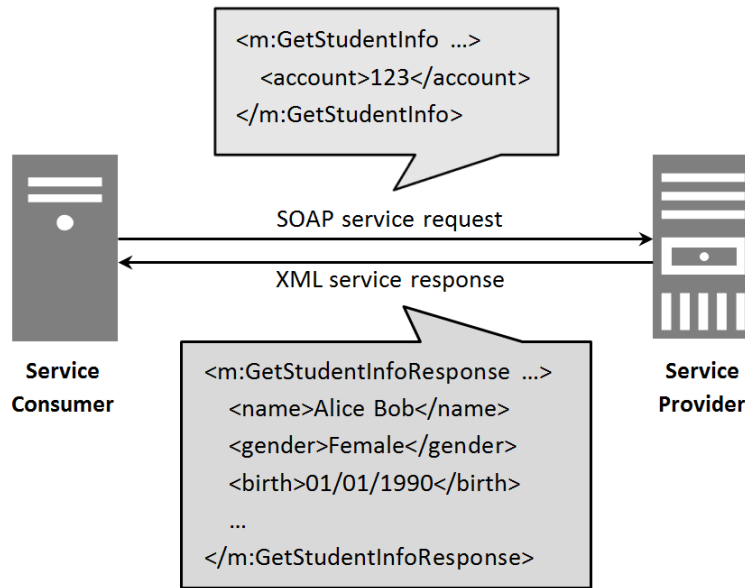 <m:GetStudentInfo ...>
<account>123</account>
</m:GetStudentInfo>
SOAP service request
XML service response
Service
Consumer
Service
Provider
<m:GetStudentInfoResponse ...>
<name>Alice Bob</name>
<gender>Female</gender>
<birth>01/01/1990</birth>
...
</m:GetStudentInfoResponse>